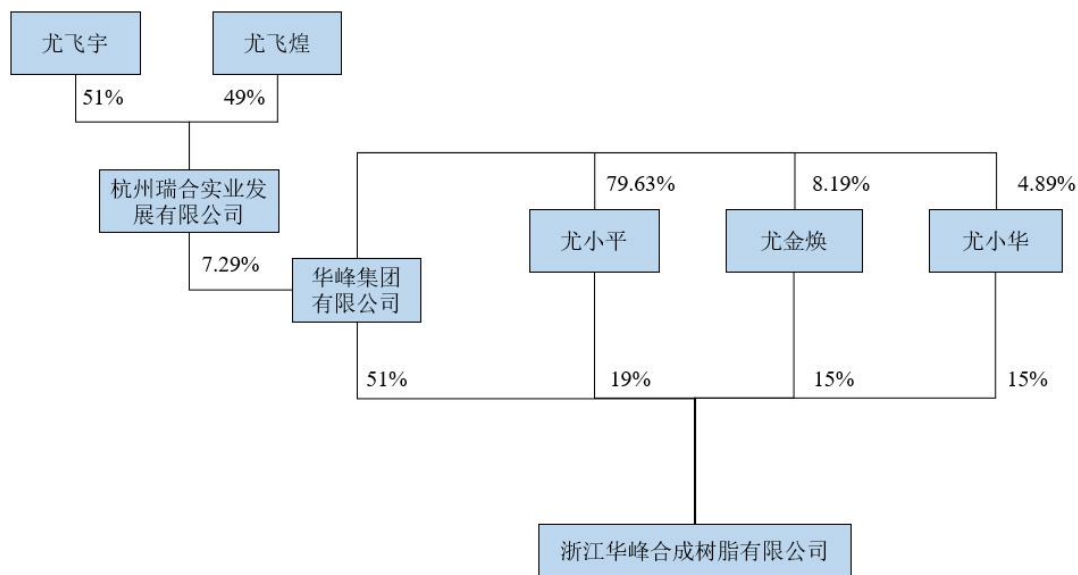 尤飞宇
尤飞煌
51%
49%
杭州瑞合实业发
展有限公司
79.63%
8.19%
4.89%
尤小平
尤金焕
尤小华
7.29%
华峰集团
有限公司
51%
19%
15%
15%
浙江华峰合成树脂有限公司